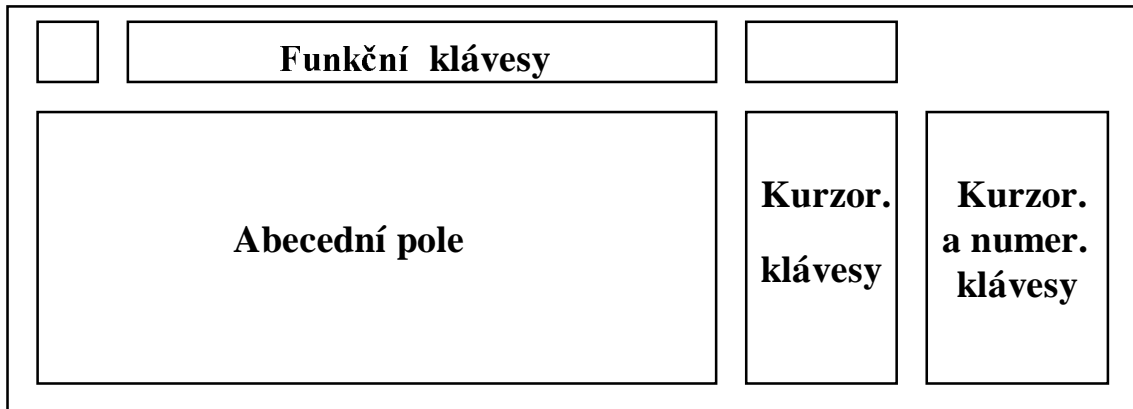 Funkční klávesy
Abecední pole
Kurzor.
klávesy
Kurzor.
a numer.
klávesy